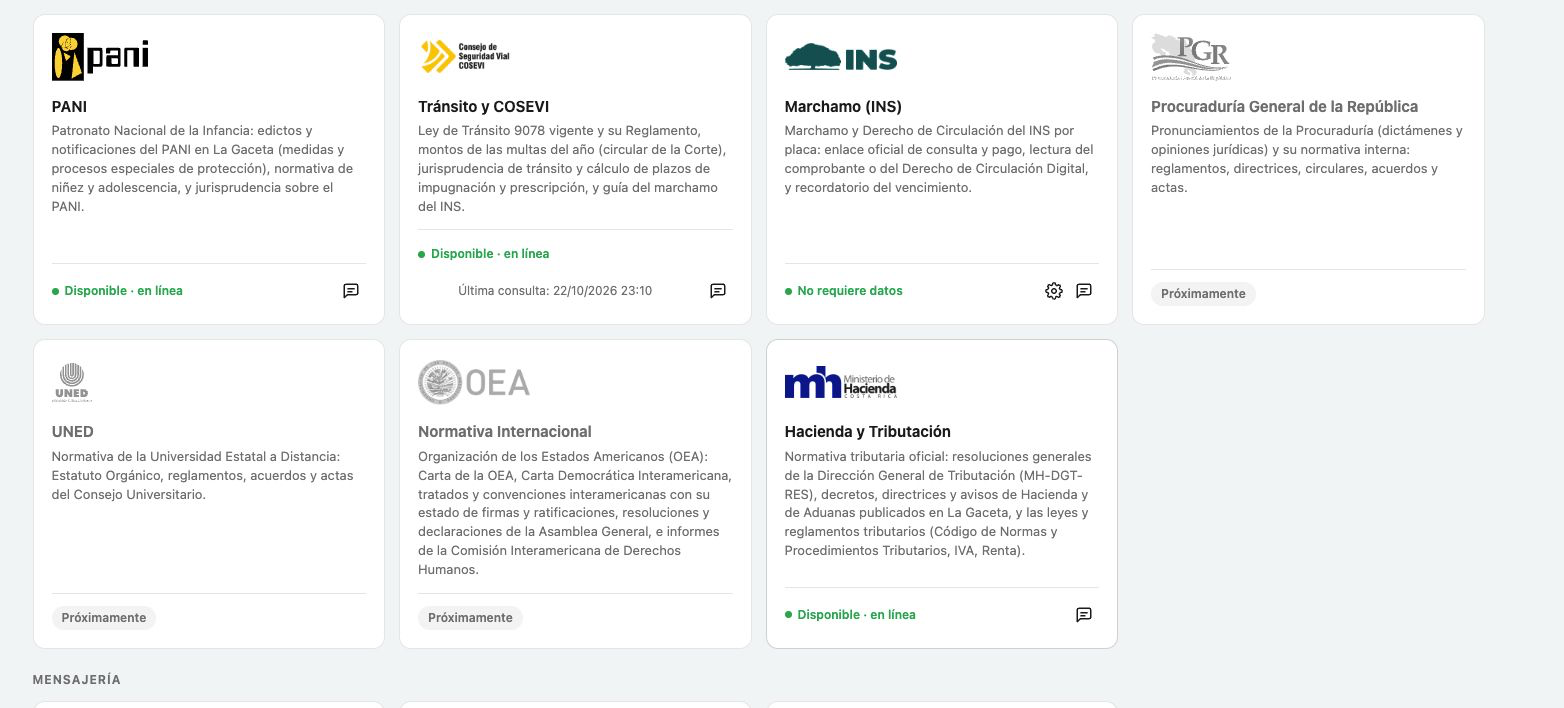 pani
PANI
Patronato Nacional de la Infancia: edictos y
notificaciones del PANI en La Gaceta (medidas y
procesos especiales de protección), normativa de
niñez y adolescencia, y jurisprudencia sobre el
PANI.
Disponible · en línea
Consejo de
Seguridad Vial
COSEVI
Tránsito y COSEVI
Ley de Tránsito 9078 vigente y su Reglamento,
montos de las multas del año (circular de la Corte),
jurisprudencia de tránsito y cálculo de plazos de
impugnación y prescripción, y guía del marchamo
del INS.
Disponible · en línea
Última consulta: 22/10/2026 23:10
INS
Marchamo (INS)
Marchamo y Derecho de Circulación del INS por
placa: enlace oficial de consulta y pago, lectura del
comprobante o del Derecho de Circulación Digital,
y recordatorio del vencimiento.
No requiere datos
PGR
Procuraduría General de la República
Pronunciamientos de la Procuraduría (dictámenes y
opiniones jurídicas) y su normativa interna:
reglamentos, directrices, circulares, acuerdos y
actas.
Próximamente
UNED
UNED
Normativa de la Universidad Estatal a Distancia:
Estatuto Orgánico, reglamentos, acuerdos y actas
del Consejo Universitario.
Próximamente
OEA
Normativa Internacional
Organización de los Estados Americanos (OEA):
Carta de la OEA, Carta Democrática Interamericana,
tratados y convenciones interamericanas con su
estado de firmas y ratificaciones, resoluciones y
declaraciones de la Asamblea General, e informes
de la Comisión Interamericana de Derechos
Humanos.
Próximamente
mh Ministerio de
Hacienda
COSTA RICA
Hacienda y Tributación
Normativa tributaria oficial: resoluciones generales
de la Dirección General de Tributación (MH-DGT-
RES), decretos, directrices y avisos de Hacienda y
de Aduanas publicados en La Gaceta, y las leyes y
reglamentos tributarios (Código de Normas y
Procedimientos Tributarios, IVA, Renta).
Disponible · en línea
MENSAJERÍA